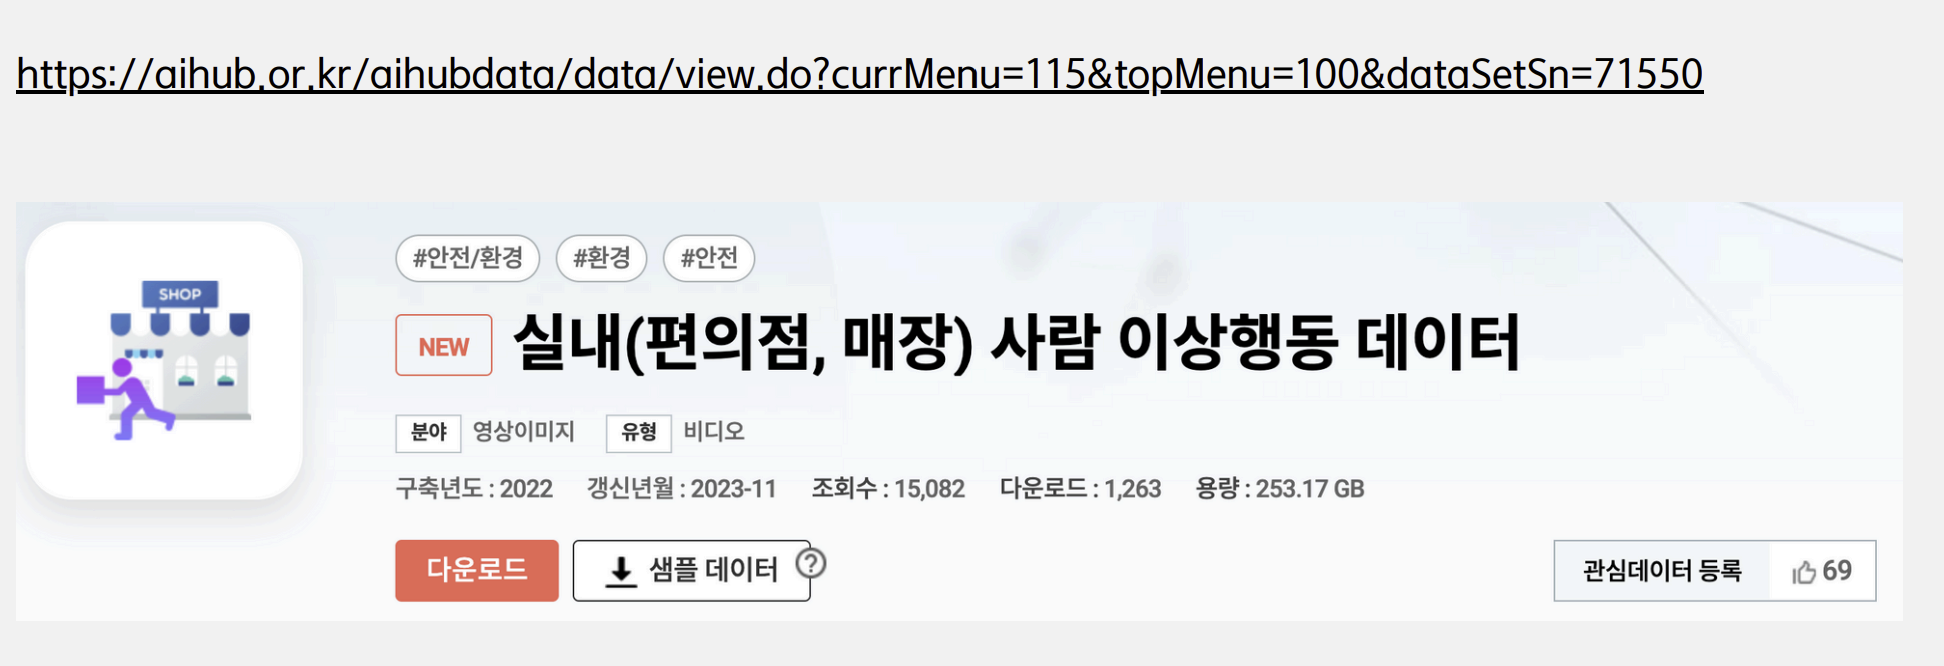 https://aihub.or.kr/aihubdata/data/view.do?currMenu=115&topMenu=100&dataSetSn=71550
SHOP
#안전/환경 #환경 #안전
NEW 실내(편의점, 매장) 사람 이상행동 데이터
분야 영상이미지 유형 비디오
구축년도 : 2022 갱신년월 : 2023-11 조회수 : 15,082 다운로드 : 1,263 용량 : 253.17 GB
다운로드 샘플 데이터 ? 관심데이터 등록 69